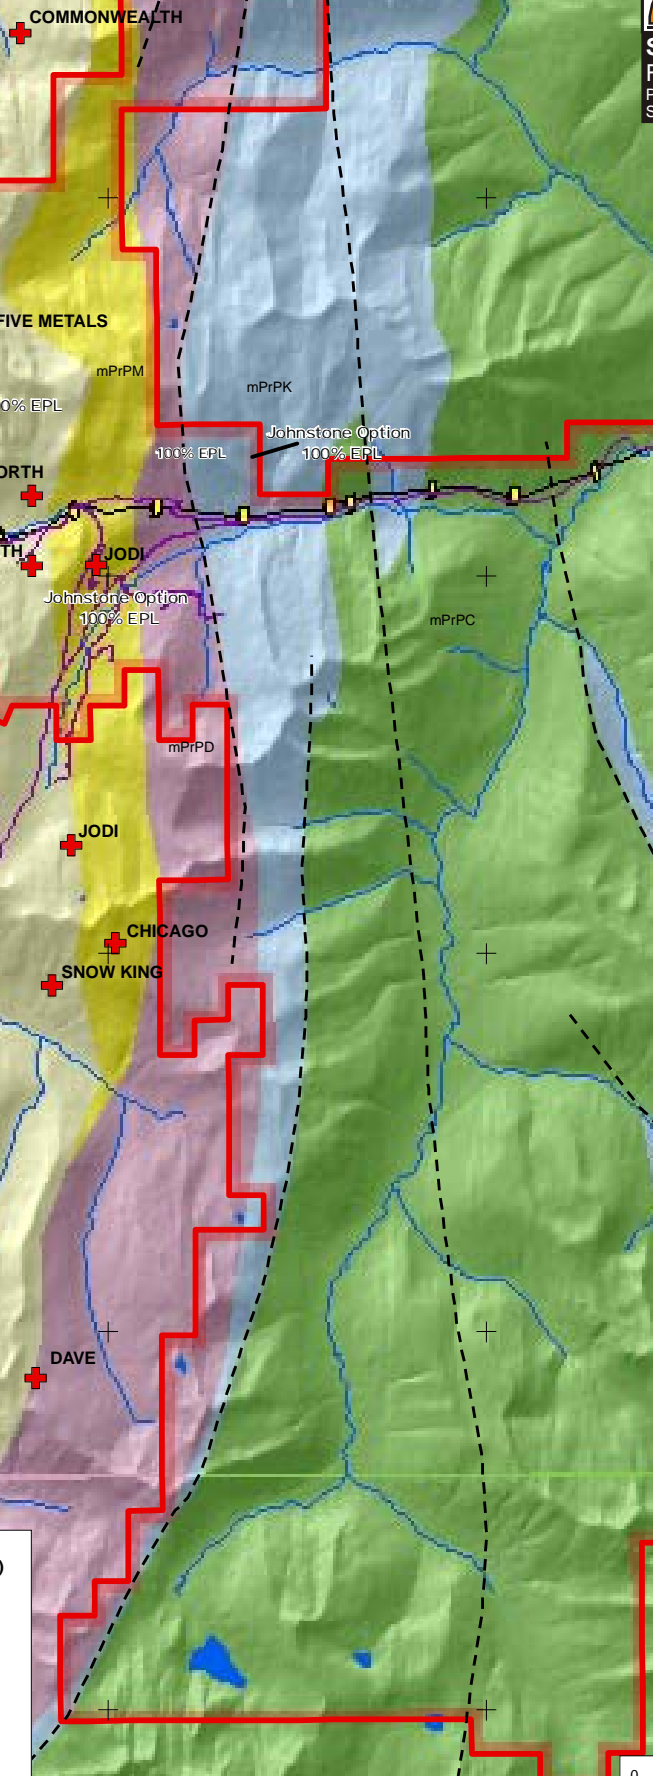 COMMONWEALTH
S
F
P
S
FIVE METALS
mPrPM
mPrPK
0% EPL
Johnstone Option
100% EPL
100% EPL
ORTH
TH
JODI
Johnstone Option
100% EPL
mPrPC
mPrPD
JODI
CHICAGO
SNOW KING
DAVE
)
0